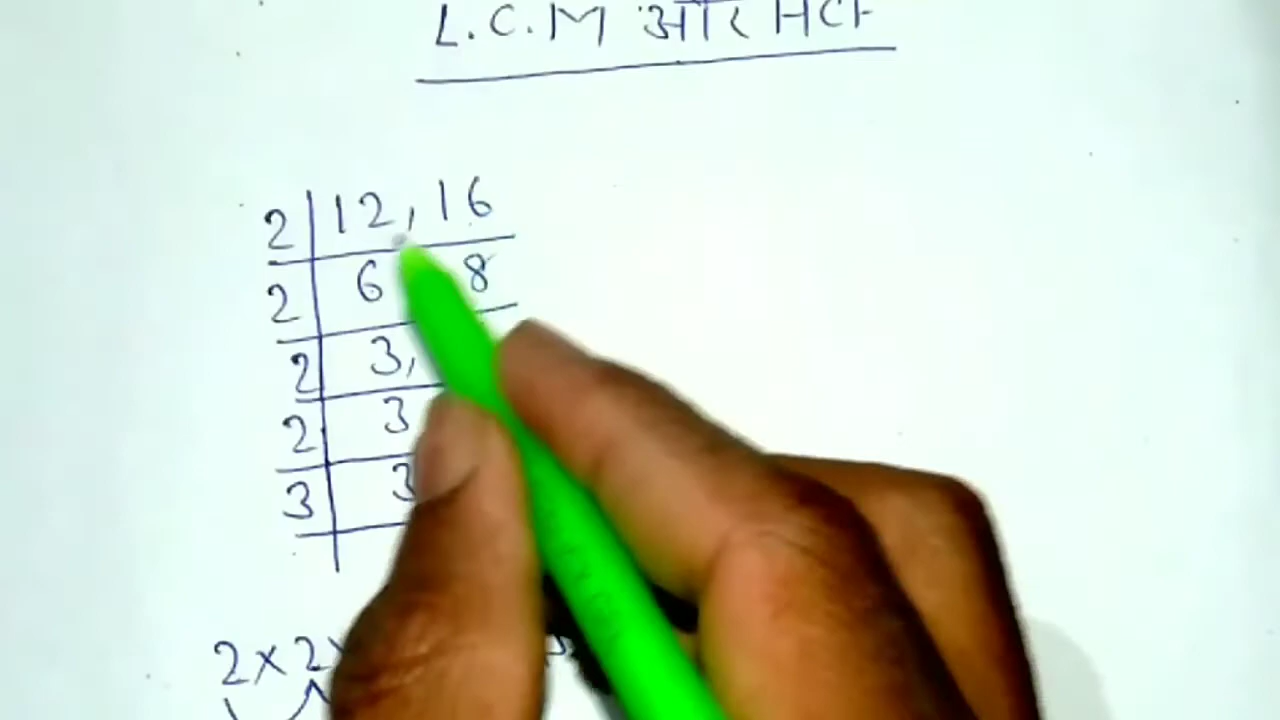 L.C.M और HCF
2 | 12, 16
2 | 6 8
2 | 3,
2 | 3
3 | 3
2 × 2 ×